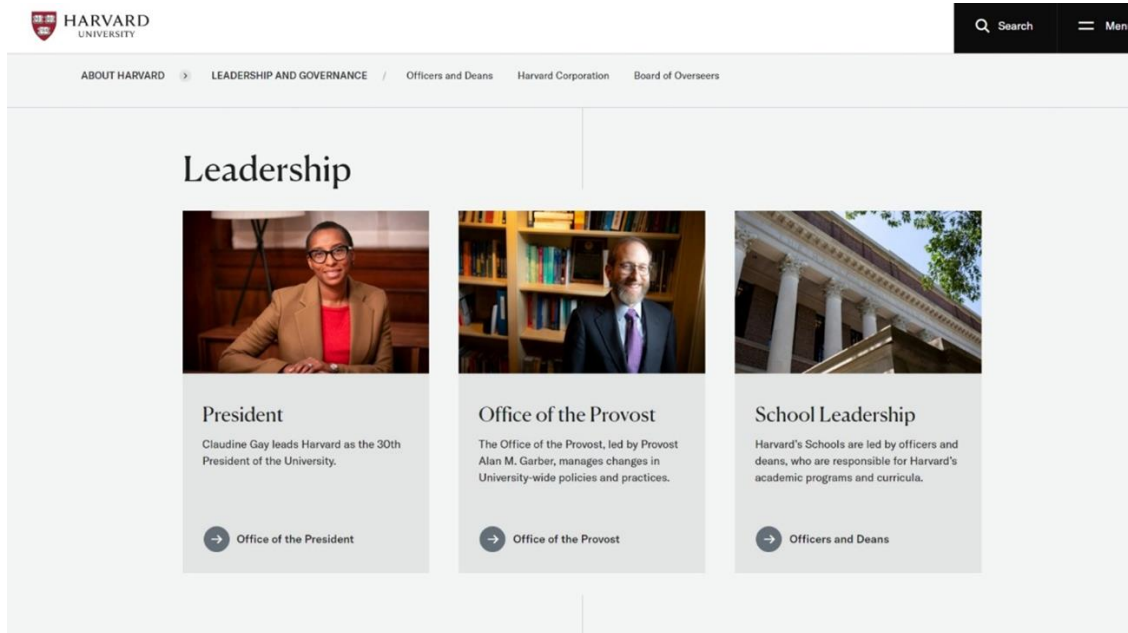 HARVARD
UNIVERSITY
Search
ABOUT HARVARD
LEADERSHIP AND GOVERNANCE / Officers and Deans Harvard Corporation Board of Overseers
Leadership
President
Claudine Gay leads Harvard as the 30th
President of the University.
Office of the President
Office of the Provost
The Office of the Provost, led by Provost
Alan M. Garber, manages changes in
University-wide policies and practices.
Office of the Provost
School Leadership
Harvard's Schools are led by officers and
deans, who are responsible for Harvard's
academic programs and curricula.
Officers and Deans